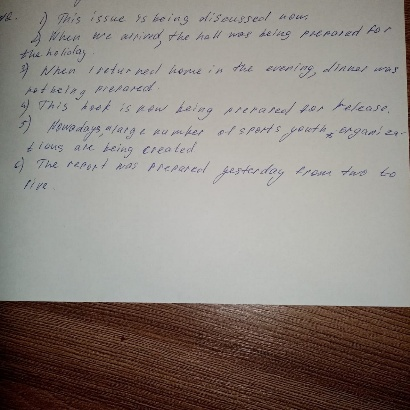 1) This issue is being discussed now.
2) When we arrived, the hall was being prepared for
the holiday.
3) When I returned home in the evening, dinner was
not being prepared.
4) This book is now being prepared for release.
5) Nowadays, a large number of sports youth organiza-
tions are being created
6) The report was prepared yesterday from two to
five.